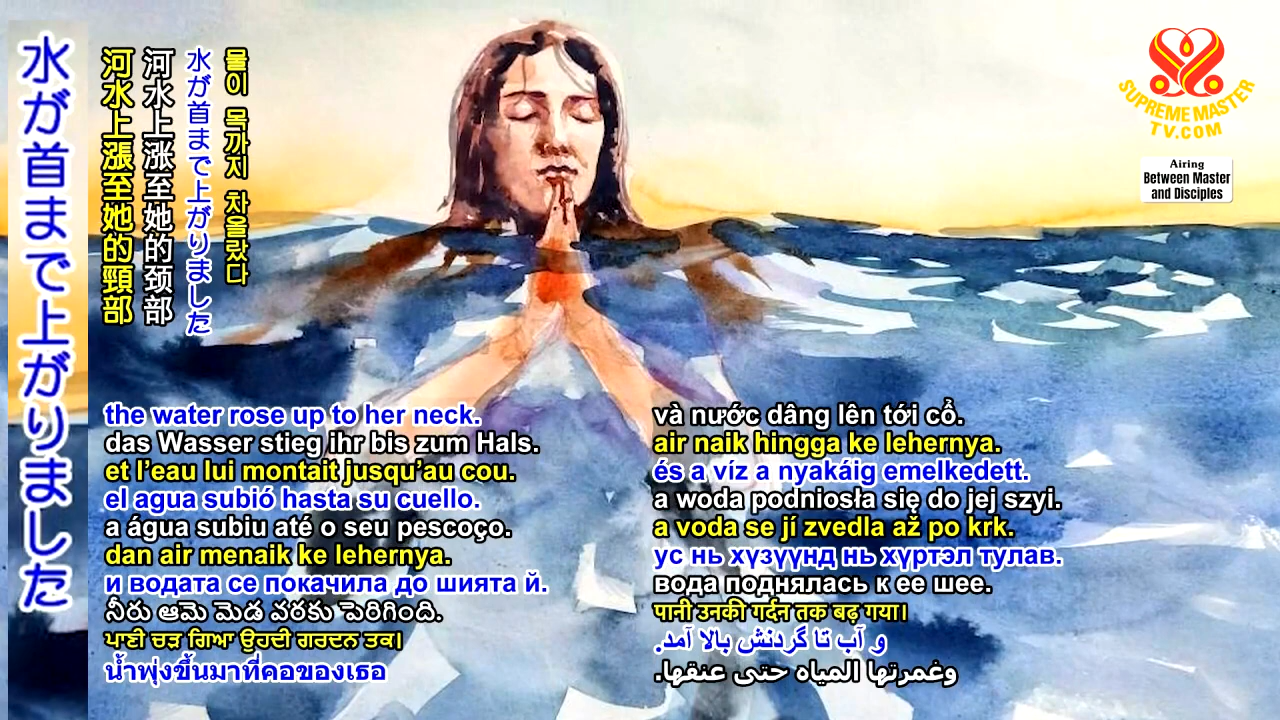 水が首まで上がりました
河水上漲至她的頸部
河水上涨至她的颈部
水が首まで上がりました
물이 목까지 차올랐다
SUPREME MASTER
TV.COM
Airing
Between Master
and Disciples
the water rose up to her neck.
das Wasser stieg ihr bis zum Hals.
et l’eau lui montait jusqu’au cou.
el agua subió hasta su cuello.
a água subiu até o seu pescoço.
dan air menaik ke lehernya.
и водата се покачила до шията й.
నీరు ఆమె మెడ వరకు పెరిగింది.
ਪਾਣੀ ਚੜ ਗਿਆ ਉਹਦੀ ਗਰਦਨ ਤਕ।
น้ำพุ่งขึ้นมาที่คอของเธอ
và nước dâng lên tới cổ.
air naik hingga ke lehernya.
és a víz a nyakáig emelkedett.
a woda podniosła się do jej szyi.
a voda se jí zvedla až po krk.
ус нь хүзүүнд нь хүртэл тулав.
вода поднялась к ее шее.
पानी उनकी गर्दन तक बढ़ गया।
و آب تا گردنش بالا آمد.
وغمرتها المياه حتى عنقها.